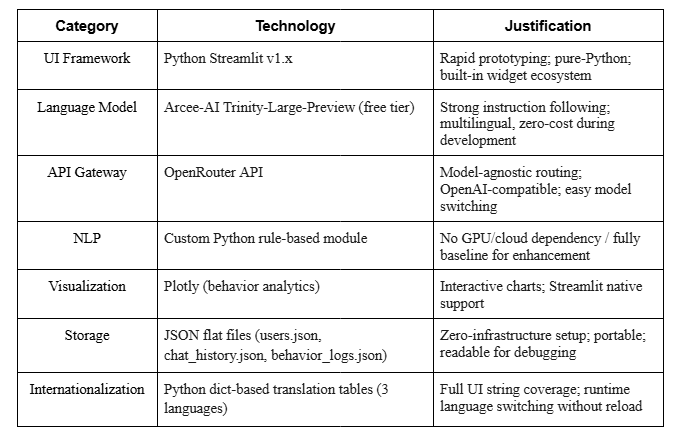 Category Technology Justification
UI Framework Python Streamlit v1.x Rapid prototyping; pure-Python;
built-in widget ecosystem
Language Model Arcee-AI Trinity-Large-Preview (free tier) Strong instruction following;
multilingual, zero-cost during
development
API Gateway OpenRouter API Model-agnostic routing;
OpenAI-compatible; easy model
switching
NLP Custom Python rule-based module No GPU/cloud dependency / fully
baseline for enhancement
Visualization Plotly (behavior analytics) Interactive charts; Streamlit native
support
Storage JSON flat files (users.json, Zero-infrastructure setup; portable;
chat_history.json, behavior_logs.json) readable for debugging
Internationalization Python dict-based translation tables (3 Full UI string coverage; runtime
languages) language switching without reload